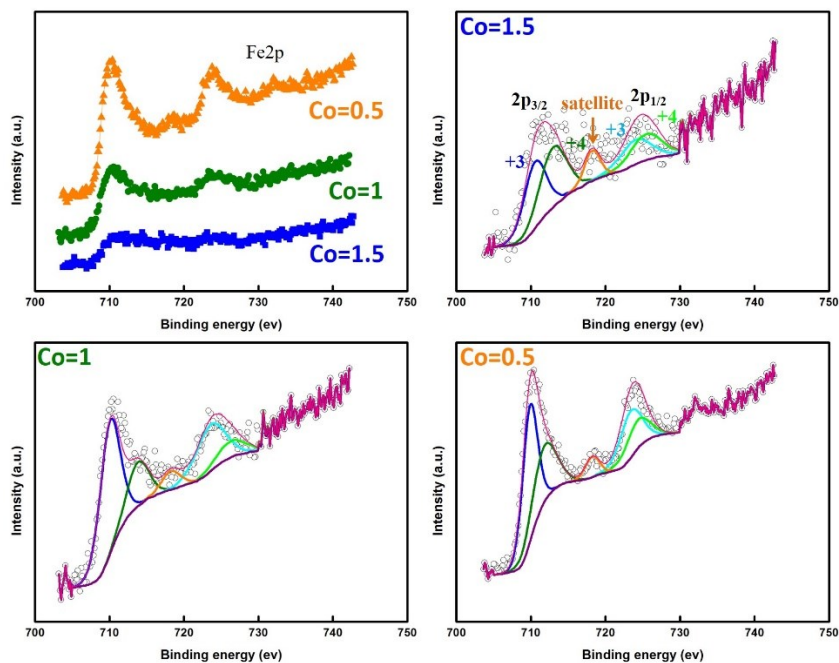 Fe2p
Co=0.5
Co=1
Co=1.5
Intensity (a.u.)
700 710 720 730 740 750
Binding energy (ev)
Co=1.5
2p3/2 satellite 2p1/2
+3 +4 +3 +4
Intensity (a.u.)
700 710 720 730 740 750
Binding energy (ev)
Co=1
Intensity (a.u.)
700 710 720 730 740 750
Binding energy (ev)
Co=0.5
Intensity (a.u.)
700 710 720 730 740 750
Binding energy (ev)